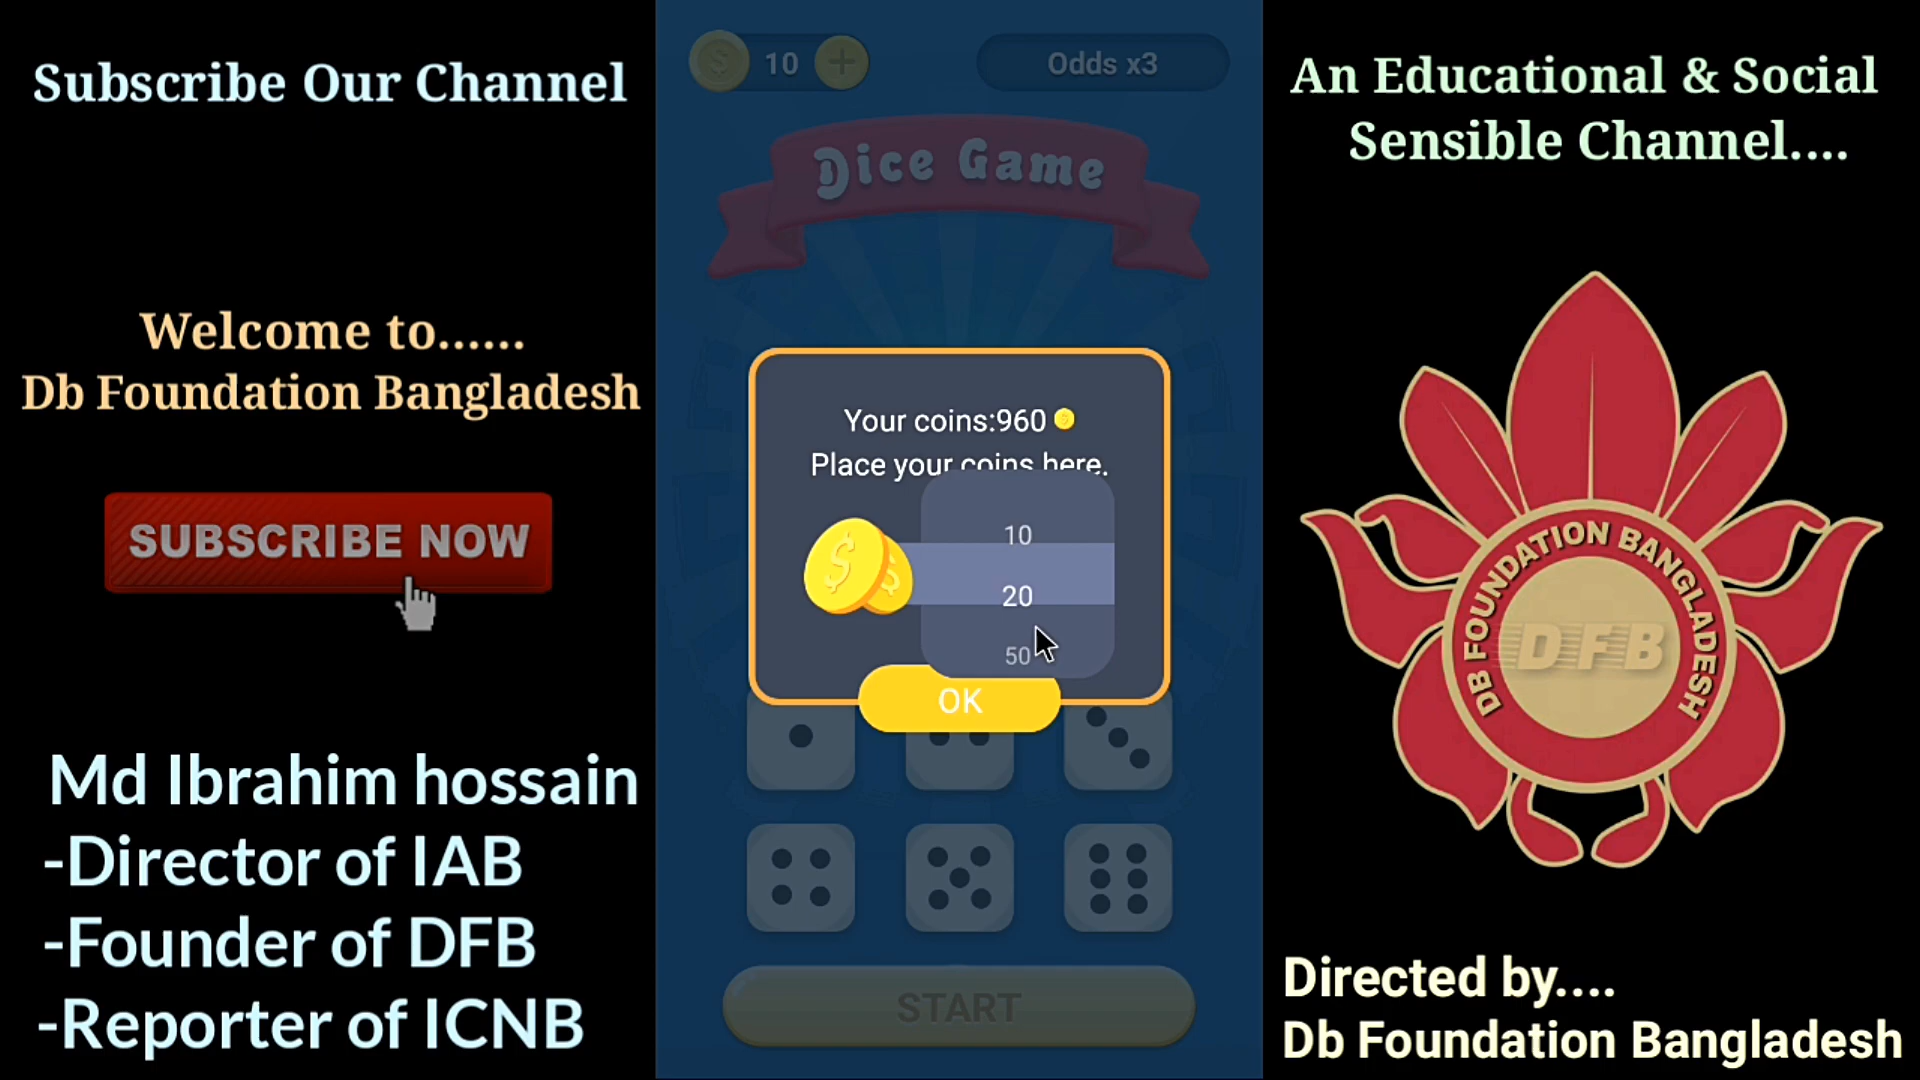 Subscribe Our Channel
Welcome to......
Db Foundation Bangladesh
SUBSCRIBE NOW
Md Ibrahim hossain
-Director of IAB
-Founder of DFB
-Reporter of ICNB
10
Odds x3
Dice Game
Your coins:960
Place your coins here.
10
20
50
OK
START
An Educational & Social
Sensible Channel....
DB FOUNDATION BANGLADESH
DFB
Directed by....
Db Foundation Bangladesh